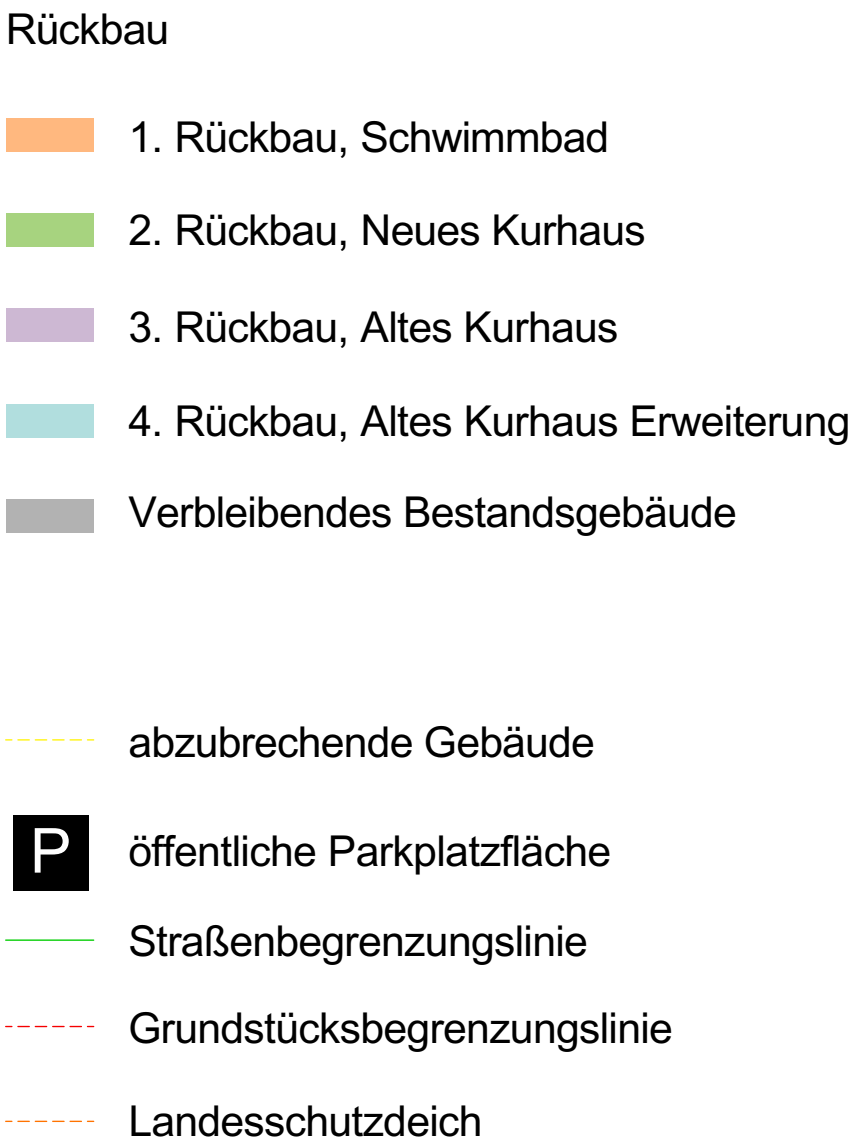 Rückbau
1. Rückbau, Schwimmbad
2. Rückbau, Neues Kurhaus
3. Rückbau, Altes Kurhaus
4. Rückbau, Altes Kurhaus Erweiterung
Verbleibendes Bestandsgebäude
abzubrechende Gebäude
P öffentliche Parkplatzfläche
Straßenbegrenzungslinie
Grundstücksbegrenzungslinie
Landesschutzdeich